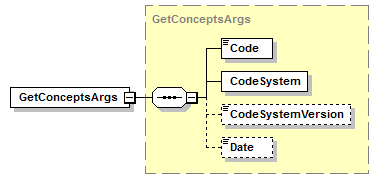 GetConceptsArgs
Code
CodeSystem
GetConceptsArgs
CodeSystemVersion
Date